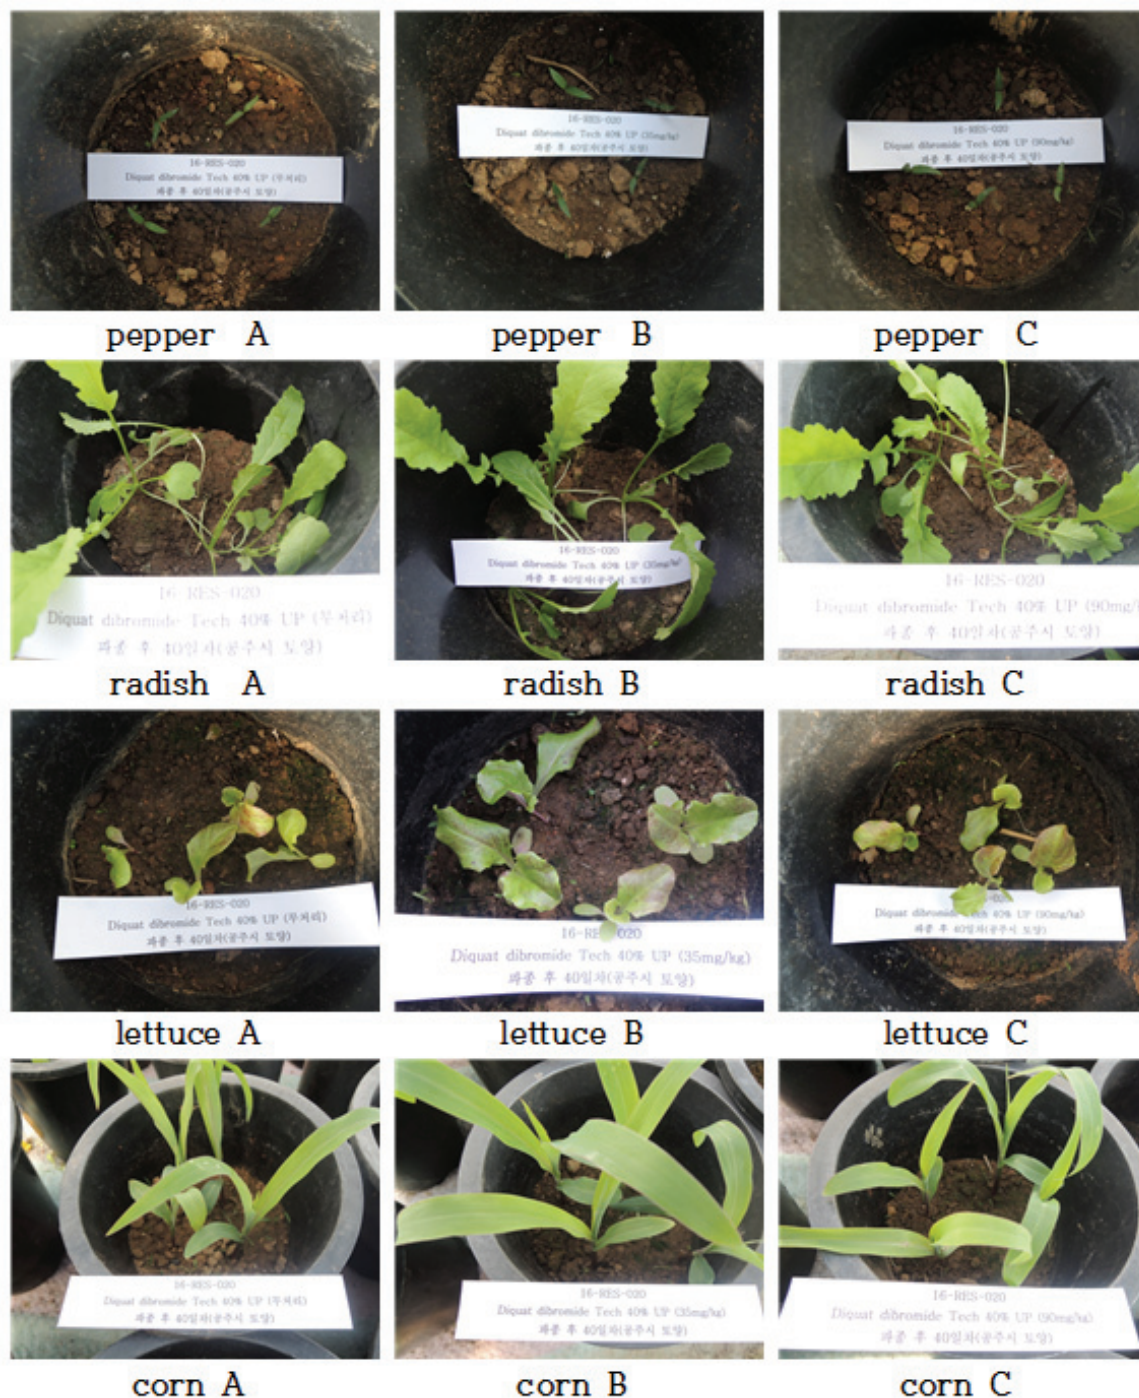 16-RES-020
Diquat dibromide Tech 40% UP (무처리)
파종 후 40일차(공주시 토양)
16-RES-020
Diquat dibromide Tech 40% UP (35mg/kg)
파종 후 40일차(공주시 토양)
16-RES-020
Diquat dibromide Tech 40% UP (90mg/kg)
파종 후 40일차(공주시 토양)
pepper A
pepper B
pepper C
16-RES-020
Diquat dibromide Tech 40% UP (무처리)
파종 후 40일차(공주시 토양)
16-RES-020
Diquat dibromide Tech 40% UP (35mg/kg)
파종 후 40일차(공주시 토양)
16-RES-020
Diquat dibromide Tech 40% UP (90mg/k
파종 후 40일차(공주시 토양)
radish A
radish B
radish C
16-RES-020
Diquat dibromide Tech 40% UP (무처리)
파종 후 40일차(공주시 토양)
16-RE 020
Diquat dibromide Tech 40% UP (35mg/kg)
파종 후 40일차(공주시 토양)
020
Diquat dibromide Tech 40% UP (90mg/kg)
파종 후 40일차(공주시 토양)
lettuce A
lettuce B
lettuce C
16-RES-020
Diquat dibromide Tech 40% UP (무처리)
파종 후 40일차(공주시 토양)
16-RES-020
Diquat dibromide Tech 40% UP (35mg/kg)
파종 후 40일차(공주시 토양)
16-RES-020
Diquat dibromide Tech 40% UP (90mg/kg)
파종 후 40일차(공주시 토양)
corn A
corn B
corn C